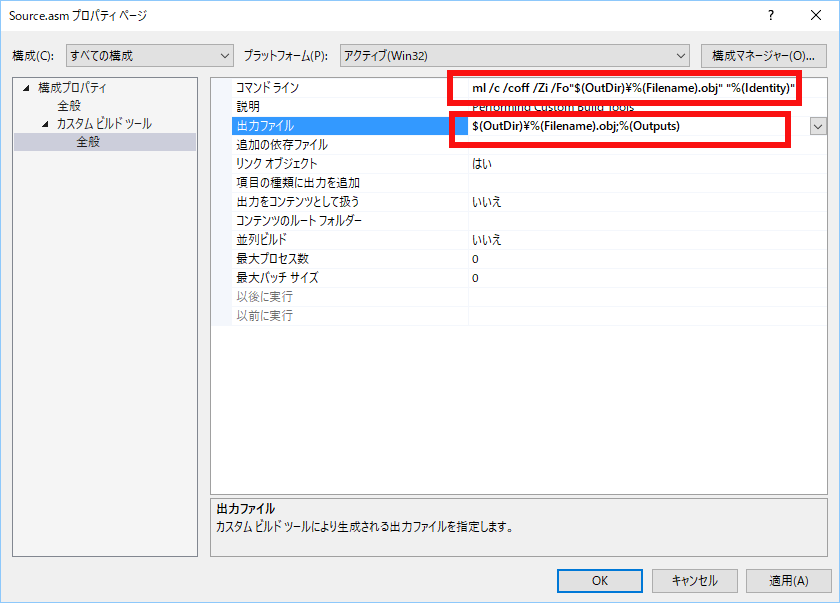 Source.asm プロパティ ページ
? ×
構成(C): すべての構成 プラットフォーム(P): アクティブ(Win32) 構成マネージャー(O)...
構成プロパティ
全般
カスタム ビルド ツール
全般
コマンド ライン ml /c /coff /Zi /Fo"$(OutDir)¥%(Filename).obj" "%(Identity)"
説明 Performing Custom Build Tools
出力ファイル $(OutDir)¥%(Filename).obj;%(Outputs)
追加の依存ファイル
リンク オブジェクト はい
項目の種類に出力を追加
出力をコンテンツとして扱う いいえ
コンテンツのルート フォルダー
並列ビルド いいえ
最大プロセス数 0
最大バッチ サイズ 0
以後に実行
以前に実行
出力ファイル
カスタム ビルド ツールにより生成される出力ファイルを指定します。
OK キャンセル 適用(A)